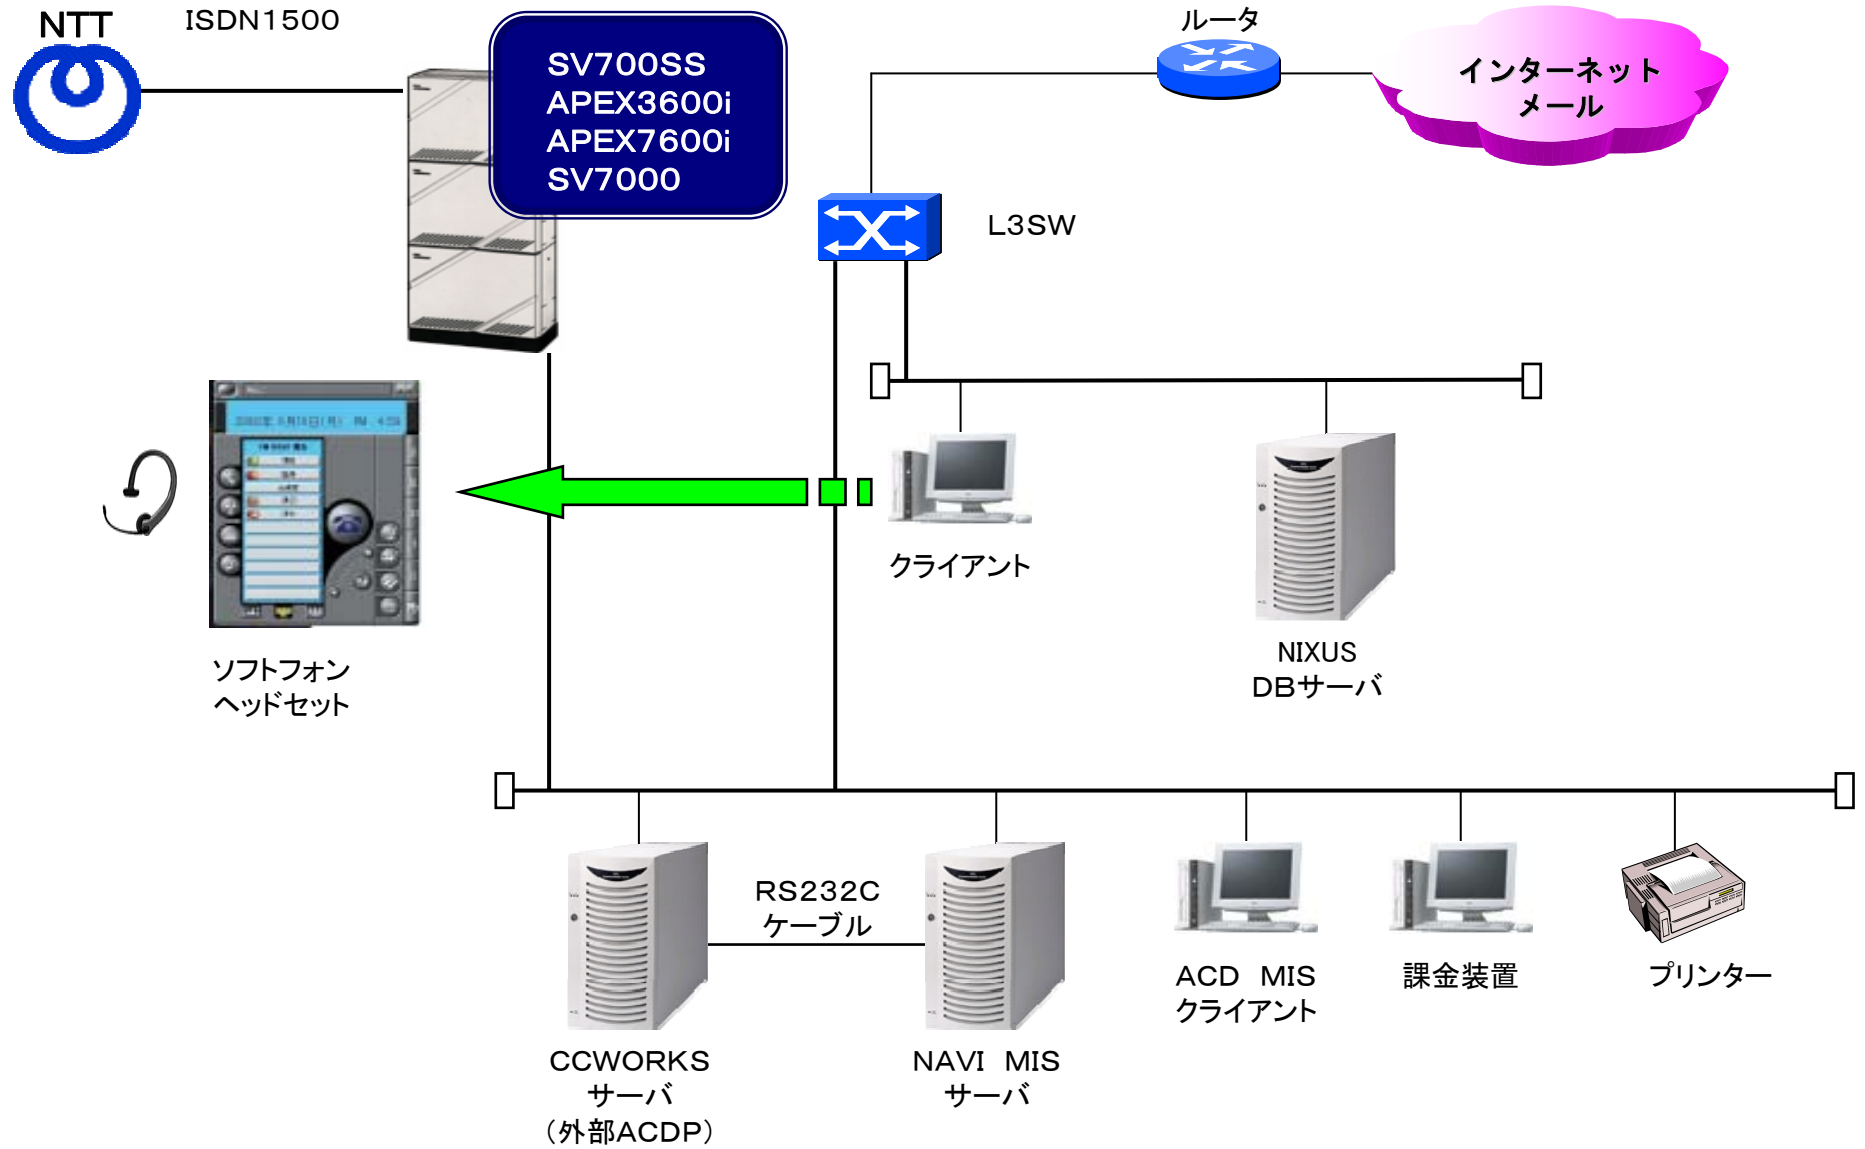 NTT
ISDN1500
SV700SS
APEX3600i
APEX7600i
SV7000
ルータ
インターネット
メール
L3SW
クライアント
NIXUS
DBサーバ
ソフトフォン
ヘッドセット
RS232C
ケーブル
CCWORKS
サーバ
（外部ACDP）
NAVI MIS
サーバ
ACD MIS
クライアント
課金装置
プリンター